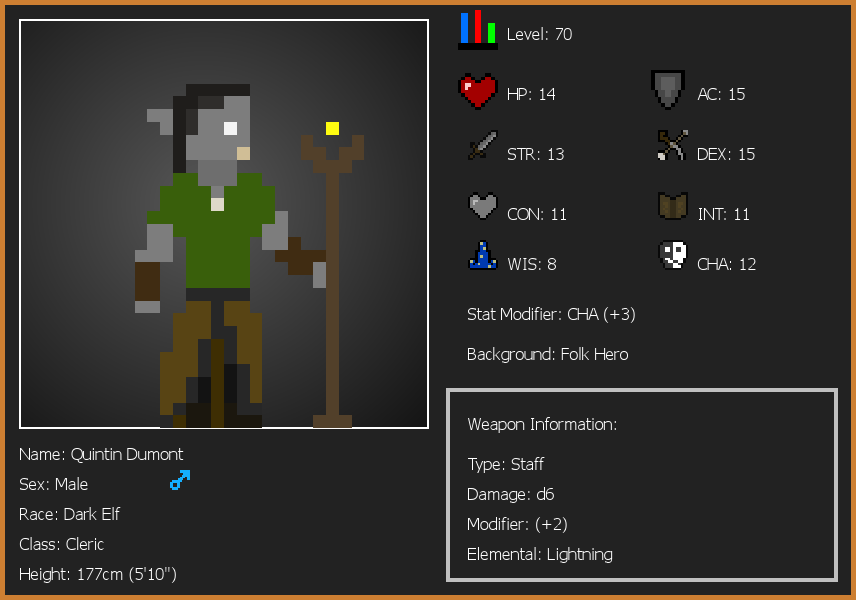 Level: 70
HP: 14
AC: 15
STR: 13
DEX: 15
CON: 11
INT: 11
WIS: 8
CHA: 12
Stat Modifier: CHA (+3)
Background: Folk Hero
Weapon Information:
Type: Staff
Damage: d6
Modifier: (+2)
Elemental: Lightning
Name: Quintin Dumont
Sex: Male
Race: Dark Elf
Class: Cleric
Height: 177cm (5'10")